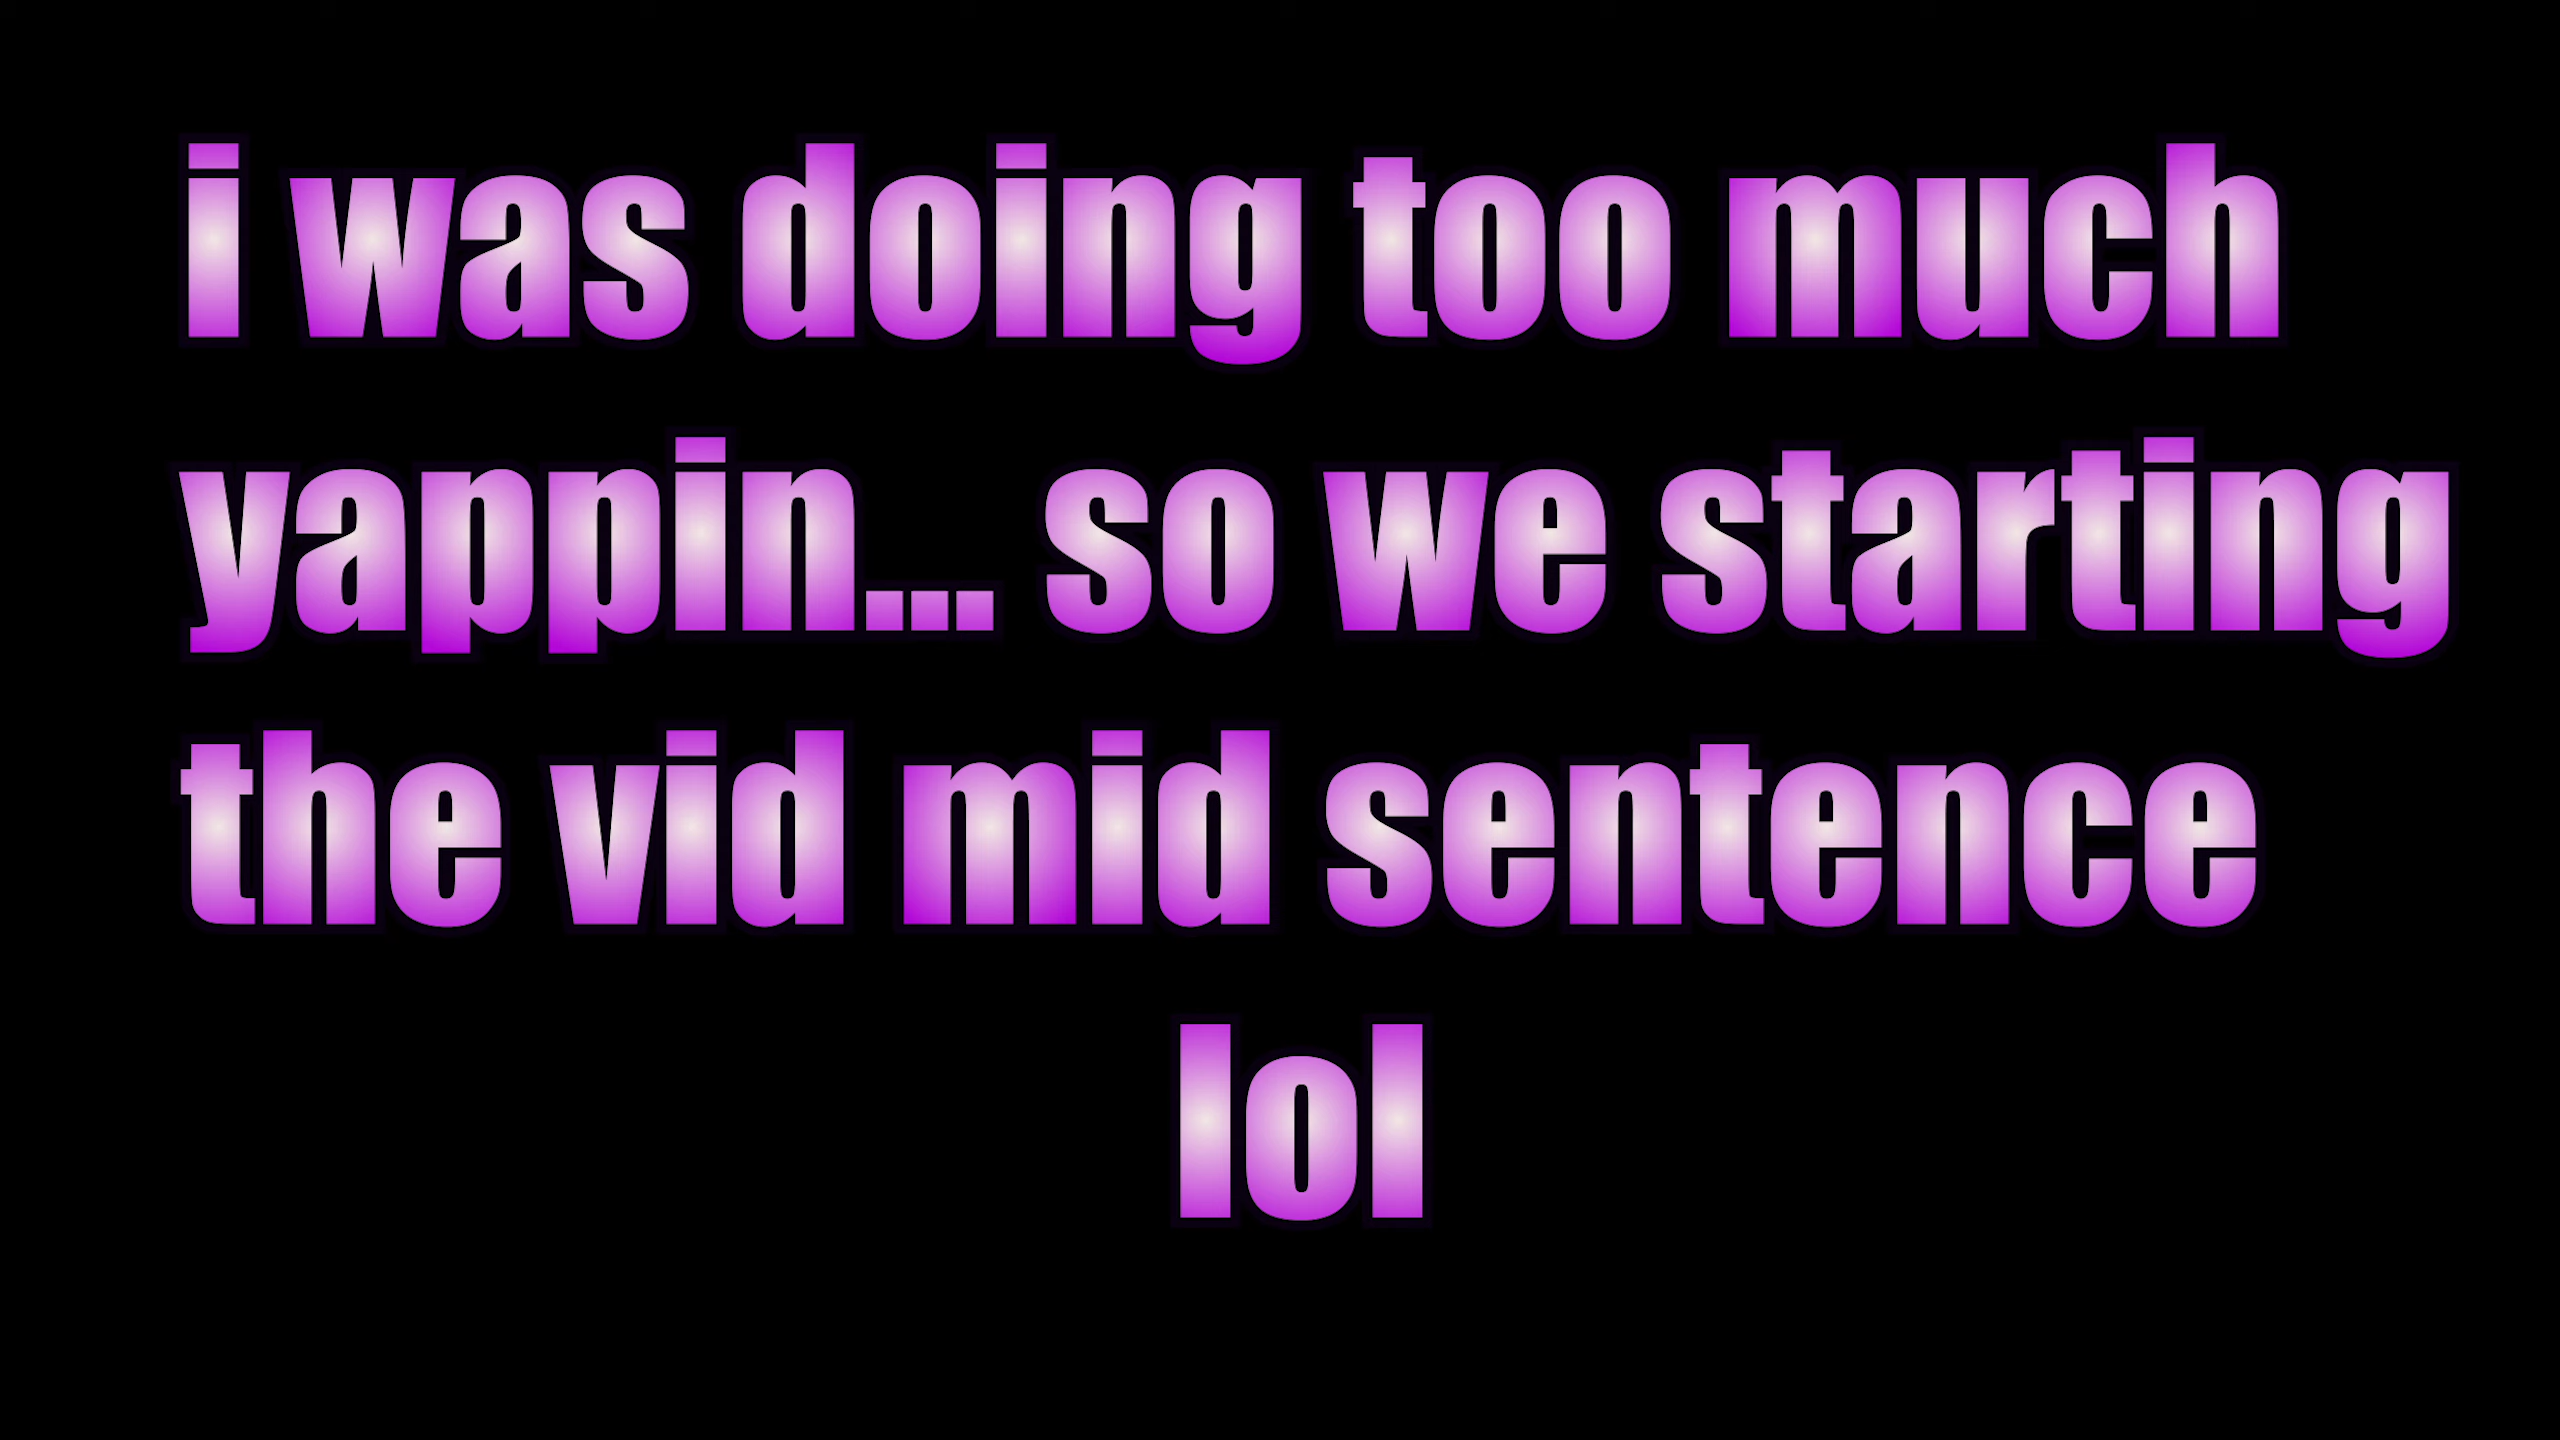 i was doing too much
yappin... so we starting
the vid mid sentence
lol